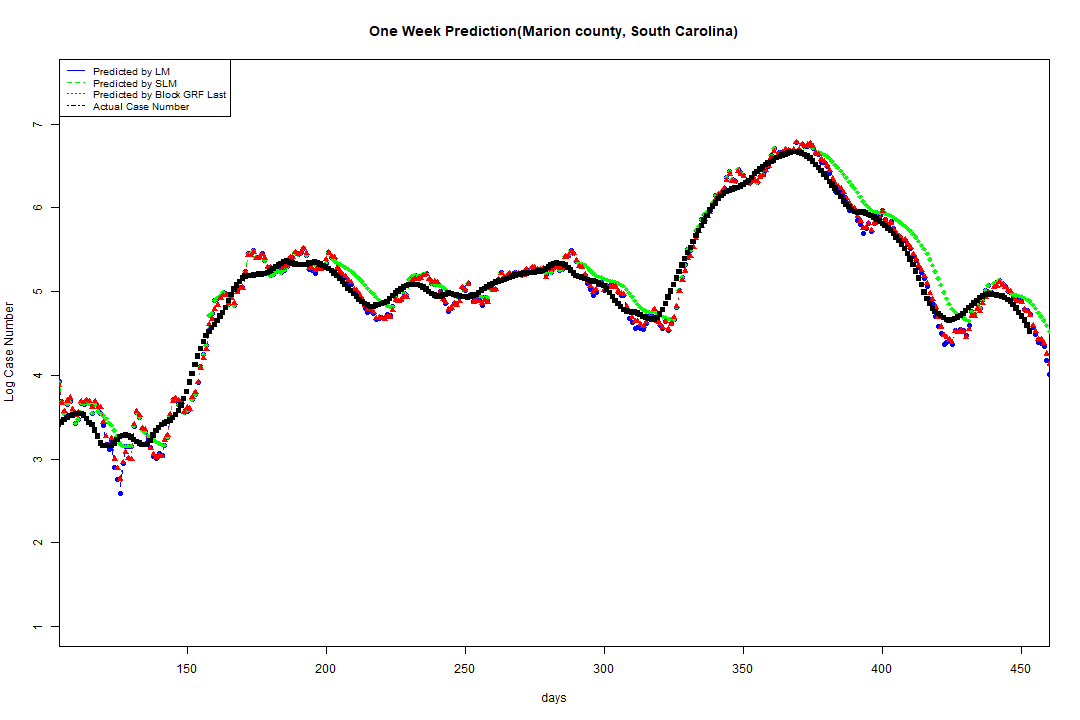 One Week Prediction(Marion county, South Carolina)
Predicted by LM
Predicted by SLM
Predicted by Block GRF Last
Actual Case Number
7
6
5
4
3
2
1
Log Case Number
150 200 250 300 350 400 450
days